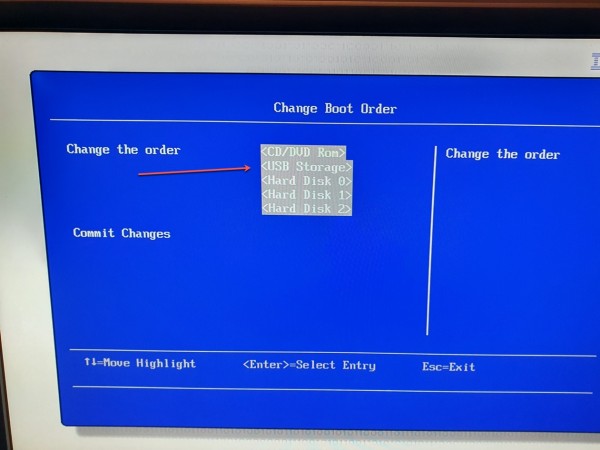 Change Boot Order
Change the order
<CD/DVD Rom>
<USB Storage>
<Hard Disk 0>
<Hard Disk 1>
<Hard Disk 2>
Change the order
Commit Changes
↑↓=Move Highlight
<Enter>=Select Entry
Esc=Exit